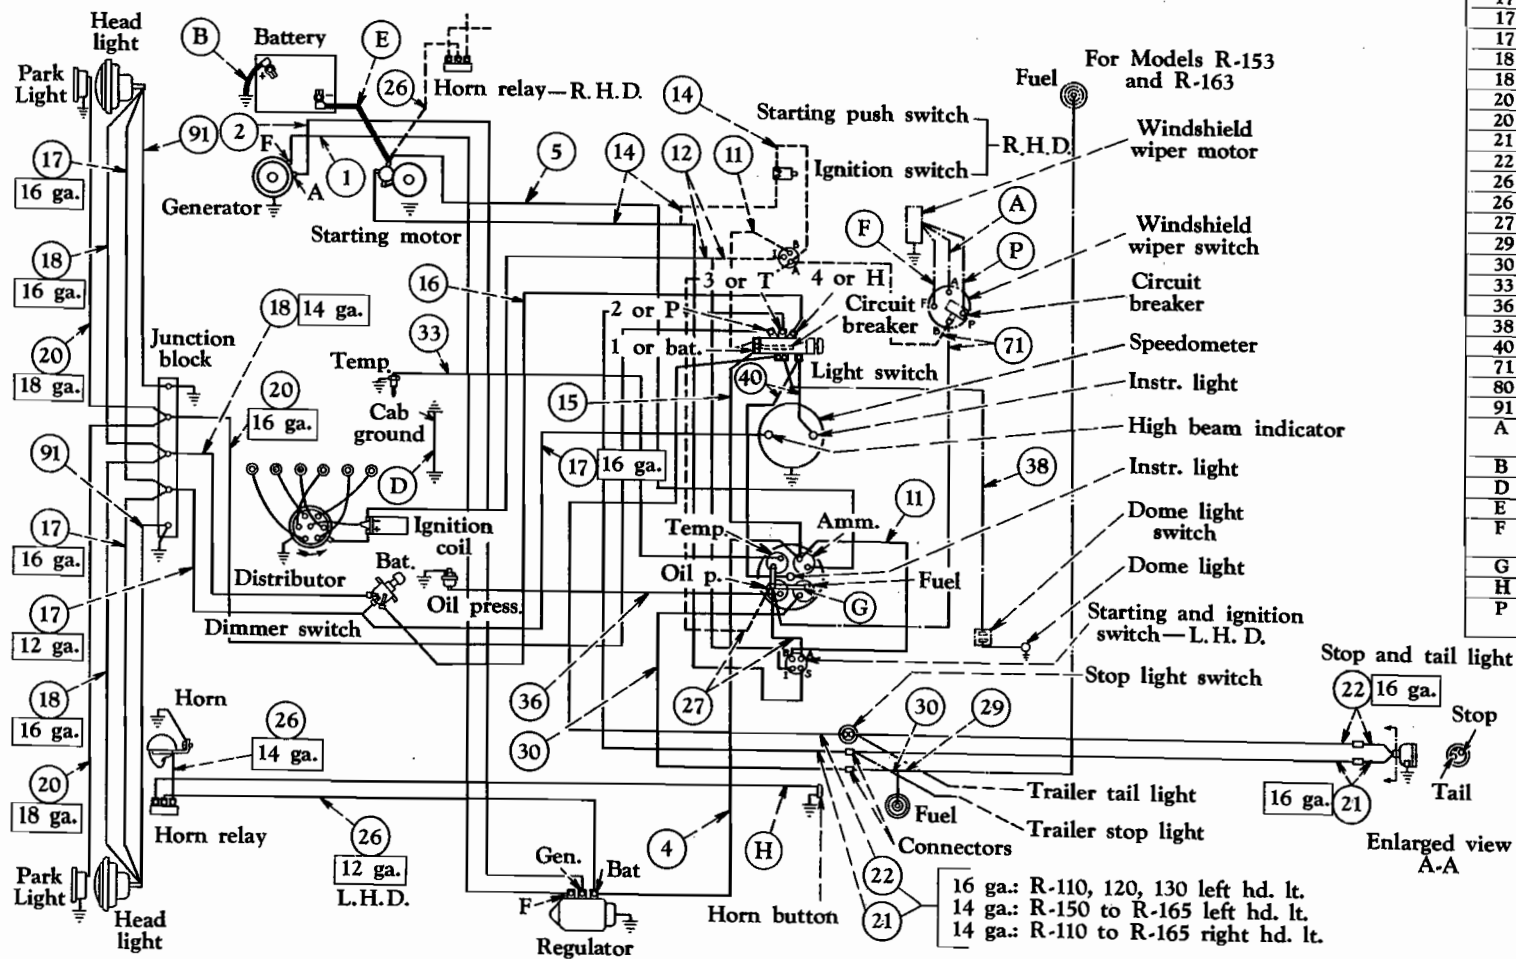 Head
light
Park
Light
B
Battery
E
26
Horn relay—R.H.D.
14
Fuel
For Models R-153
and R-163
Starting push switch
Ignition switch
R.H.D.
Windshield
wiper motor
91
2
F
A
1
Generator
Starting motor
5
14
12
11
17
16 ga.
18
16 ga.
20
18 ga.
F
A
P
Windshield
wiper switch
Circuit
breaker
A
F
B
P
71
B
A
3 or T
4 or H
2 or P
1 or bat.
Circuit
breaker
Light switch
16
18
14 ga.
33
Junction
block
Temp.
Cab
ground
D
20
16 ga.
40
15
17
16 ga.
Speedometer
Instr. light
High beam indicator
Instr. light
38
11
91
Ignition
coil
Distributor
Bat.
Oil press.
Dimmer switch
Temp.
Amm.
Oil p.
Fuel
G
Dome light
switch
Dome light
Starting and ignition
switch—L.H.D.
Stop light switch
17
16 ga.
17
12 ga.
18
16 ga.
20
18 ga.
B
A
1
S
27
36
30
30
29
Stop and tail light
22
16 ga.
Stop
Tail
16 ga.
21
Enlarged view
A-A
Horn
26
14 ga.
Horn relay
26
12 ga.
L.H.D.
Gen.
Bat
F
Regulator
4
H
Horn button
Fuel
Connectors
Trailer tail light
Trailer stop light
22
21
16 ga.: R-110, 120, 130 left hd. lt.
14 ga.: R-150 to R-165 left hd. lt.
14 ga.: R-110 to R-165 right hd. lt.
Park
Light
Head
light
17
17
18
18
20
20
21
22
26
26
27
29
30
33
36
38
40
71
80
91
A
B
D
E
F
G
H
P